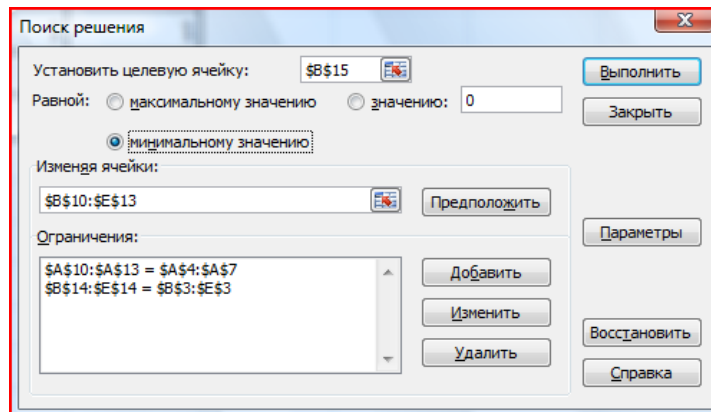 Поиск решения
Установить целевую ячейку: $B$15 Выполнить
Равной: максимальному значению значению: 0 Закрыть
минимальному значению
Изменяя ячейки:
$B$10:$E$13 Предположить
Ограничения: Параметры
$A$10:$A$13 = $A$4:$A$7 Добавить
$B$14:$E$14 = $B$3:$E$3
Изменить
Восстановить
Удалить
Справка